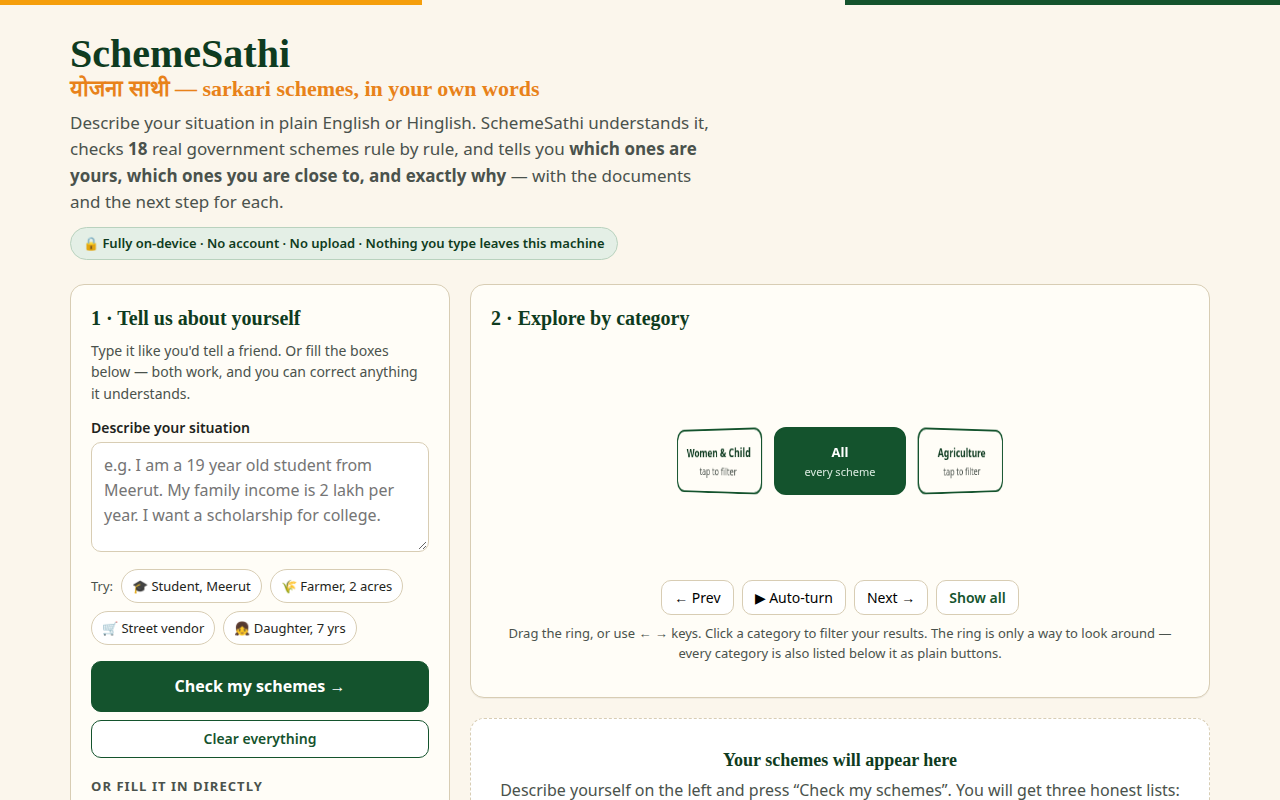 SchemeSathi
योजना साथी — sarkari schemes, in your own words
Describe your situation in plain English or Hinglish. SchemeSathi understands it,
checks 18 real government schemes rule by rule, and tells you which ones are
yours, which ones you are close to, and exactly why — with the documents
and the next step for each.
🔒 Fully on-device · No account · No upload · Nothing you type leaves this machine
1 · Tell us about yourself
Type it like you'd tell a friend. Or fill the boxes
below — both work, and you can correct anything
it understands.
Describe your situation
e.g. I am a 19 year old student from
Meerut. My family income is 2 lakh per
year. I want a scholarship for college.
Try: 🎓 Student, Meerut 🌾 Farmer, 2 acres
🛒 Street vendor 👧 Daughter, 7 yrs
Check my schemes →
Clear everything
OR FILL IT IN DIRECTLY
2 · Explore by category
Women & Child
tap to filter
All
every scheme
Agriculture
tap to filter
← Prev ▶ Auto-turn Next → Show all
Drag the ring, or use ← → keys. Click a category to filter your results. The ring is only a way to look around —
every category is also listed below it as plain buttons.
Your schemes will appear here
Describe yourself on the left and press “Check my schemes”. You will get three honest lists: